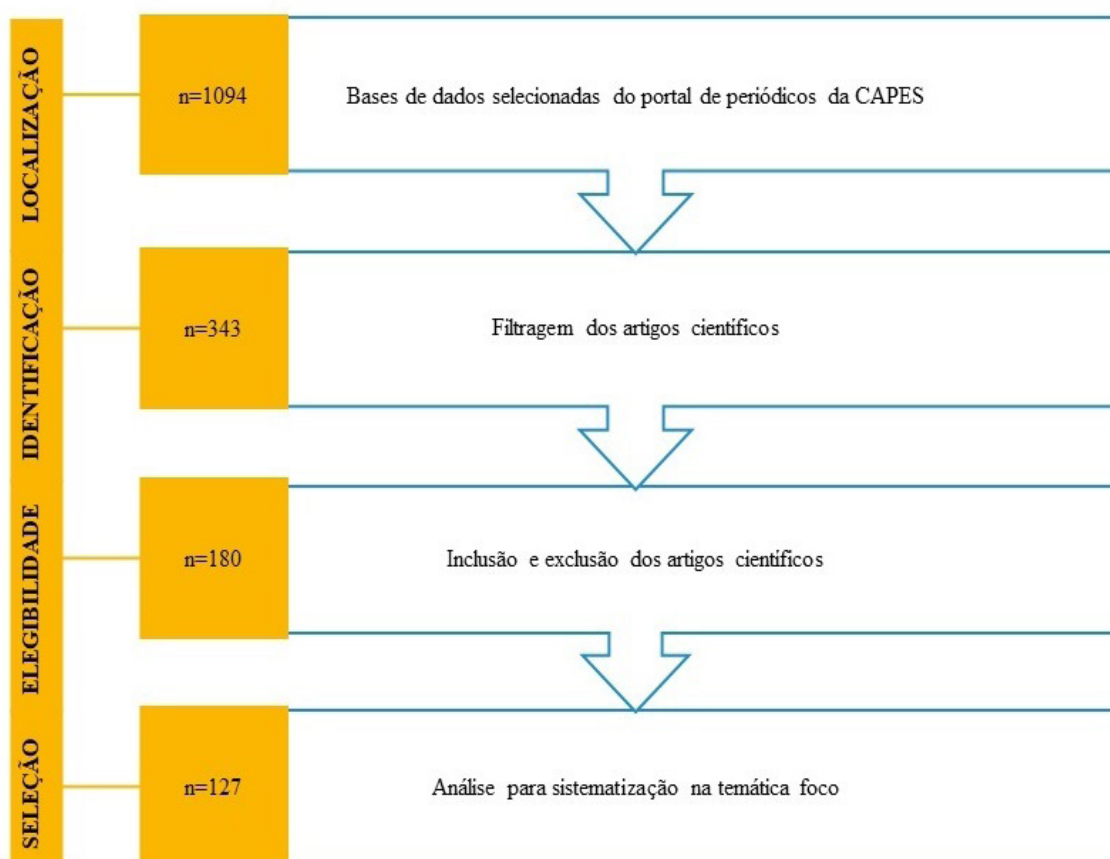 LOCALIZAÇÃO
n=1094
Bases de dados selecionadas do portal de periódicos da CAPES
IDENTIFICAÇÃO
n=343
Filtragem dos artigos científicos
ELEGIBILIDADE
n=180
Inclusão e exclusão dos artigos científicos
SELEÇÃO
n=127
Análise para sistematização na temática foco